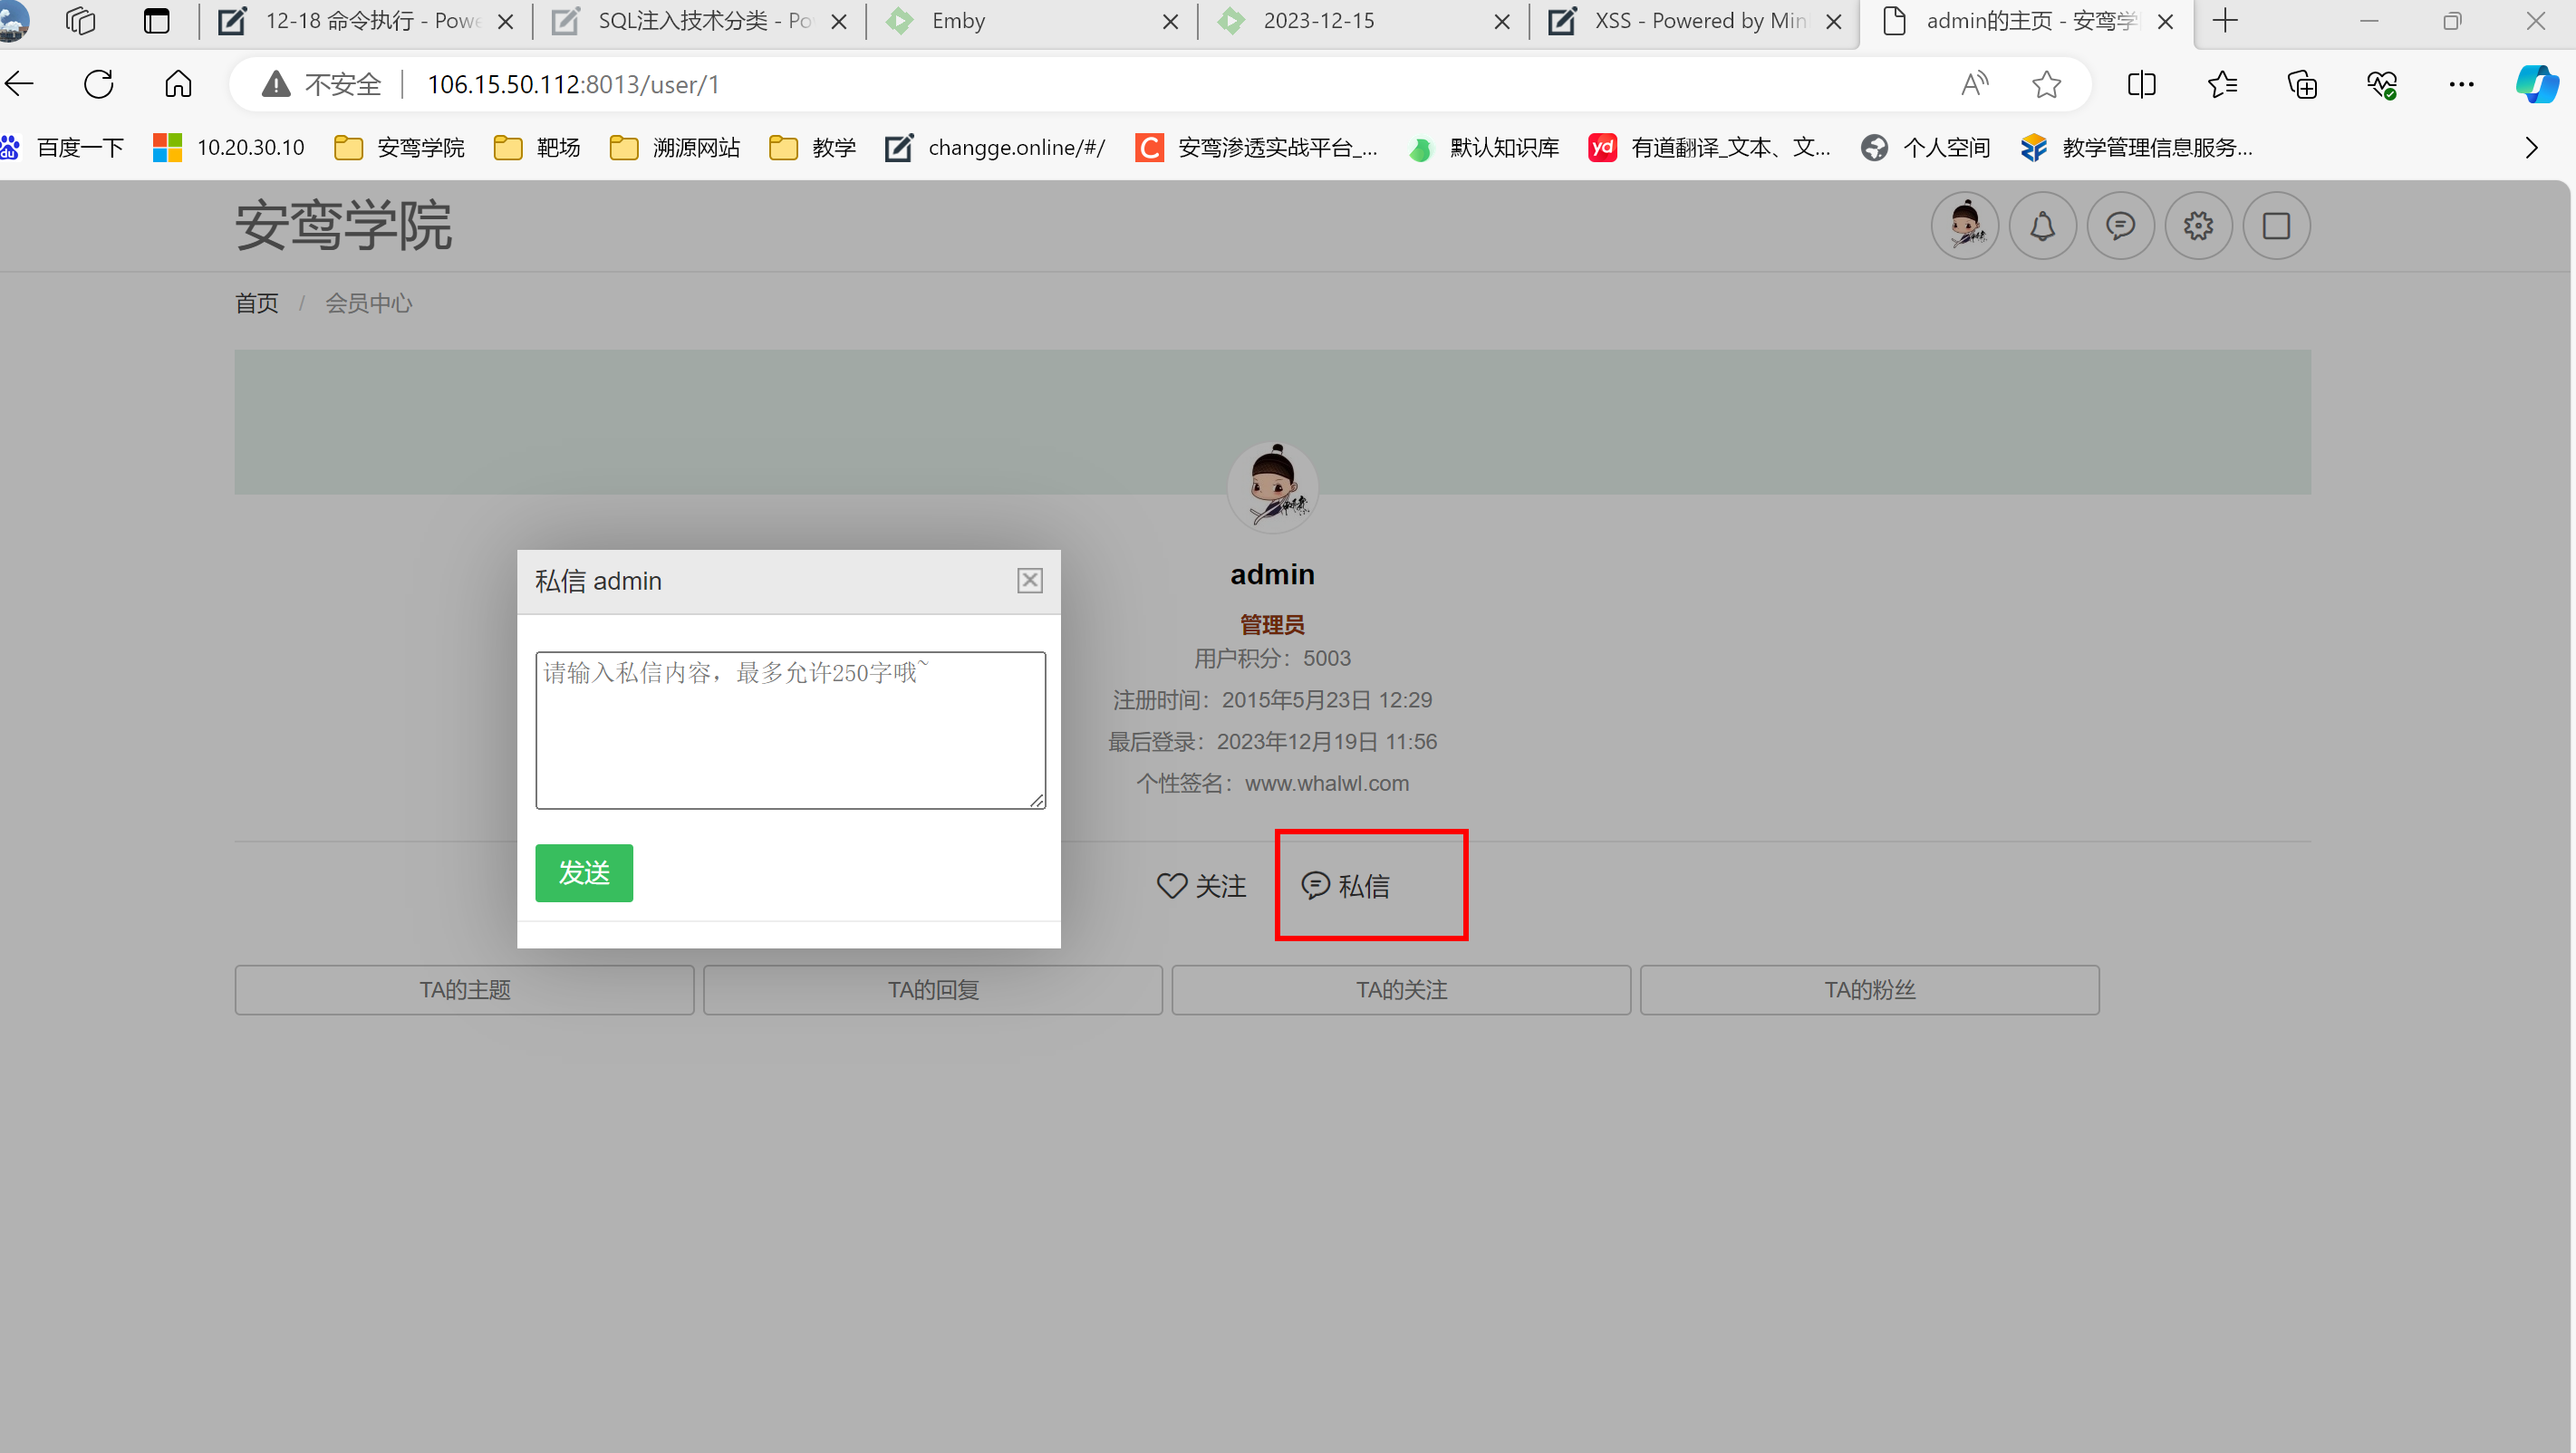 12-18 命令执行 - Powe
SQL注入技术分类 - Po
Emby
2023-12-15
XSS - Powered by Min
admin的主页 - 安鸾学
不安全
106.15.50.112:8013/user/1
百度一下
10.20.30.10
安鸾学院
靶场
溯源网站
教学
changge.online/#/
安鸾渗透实战平台_...
默认知识库
有道翻译_文本、文...
个人空间
教学管理信息服务...
安鸾学院
首页 / 会员中心
admin
管理员
用户积分：5003
注册时间：2015年5月23日 12:29
最后登录：2023年12月19日 11:56
个性签名：www.whalwl.com
私信 admin
请输入私信内容，最多允许250字哦~
发送
关注
私信
TA的主题
TA的回复
TA的关注
TA的粉丝